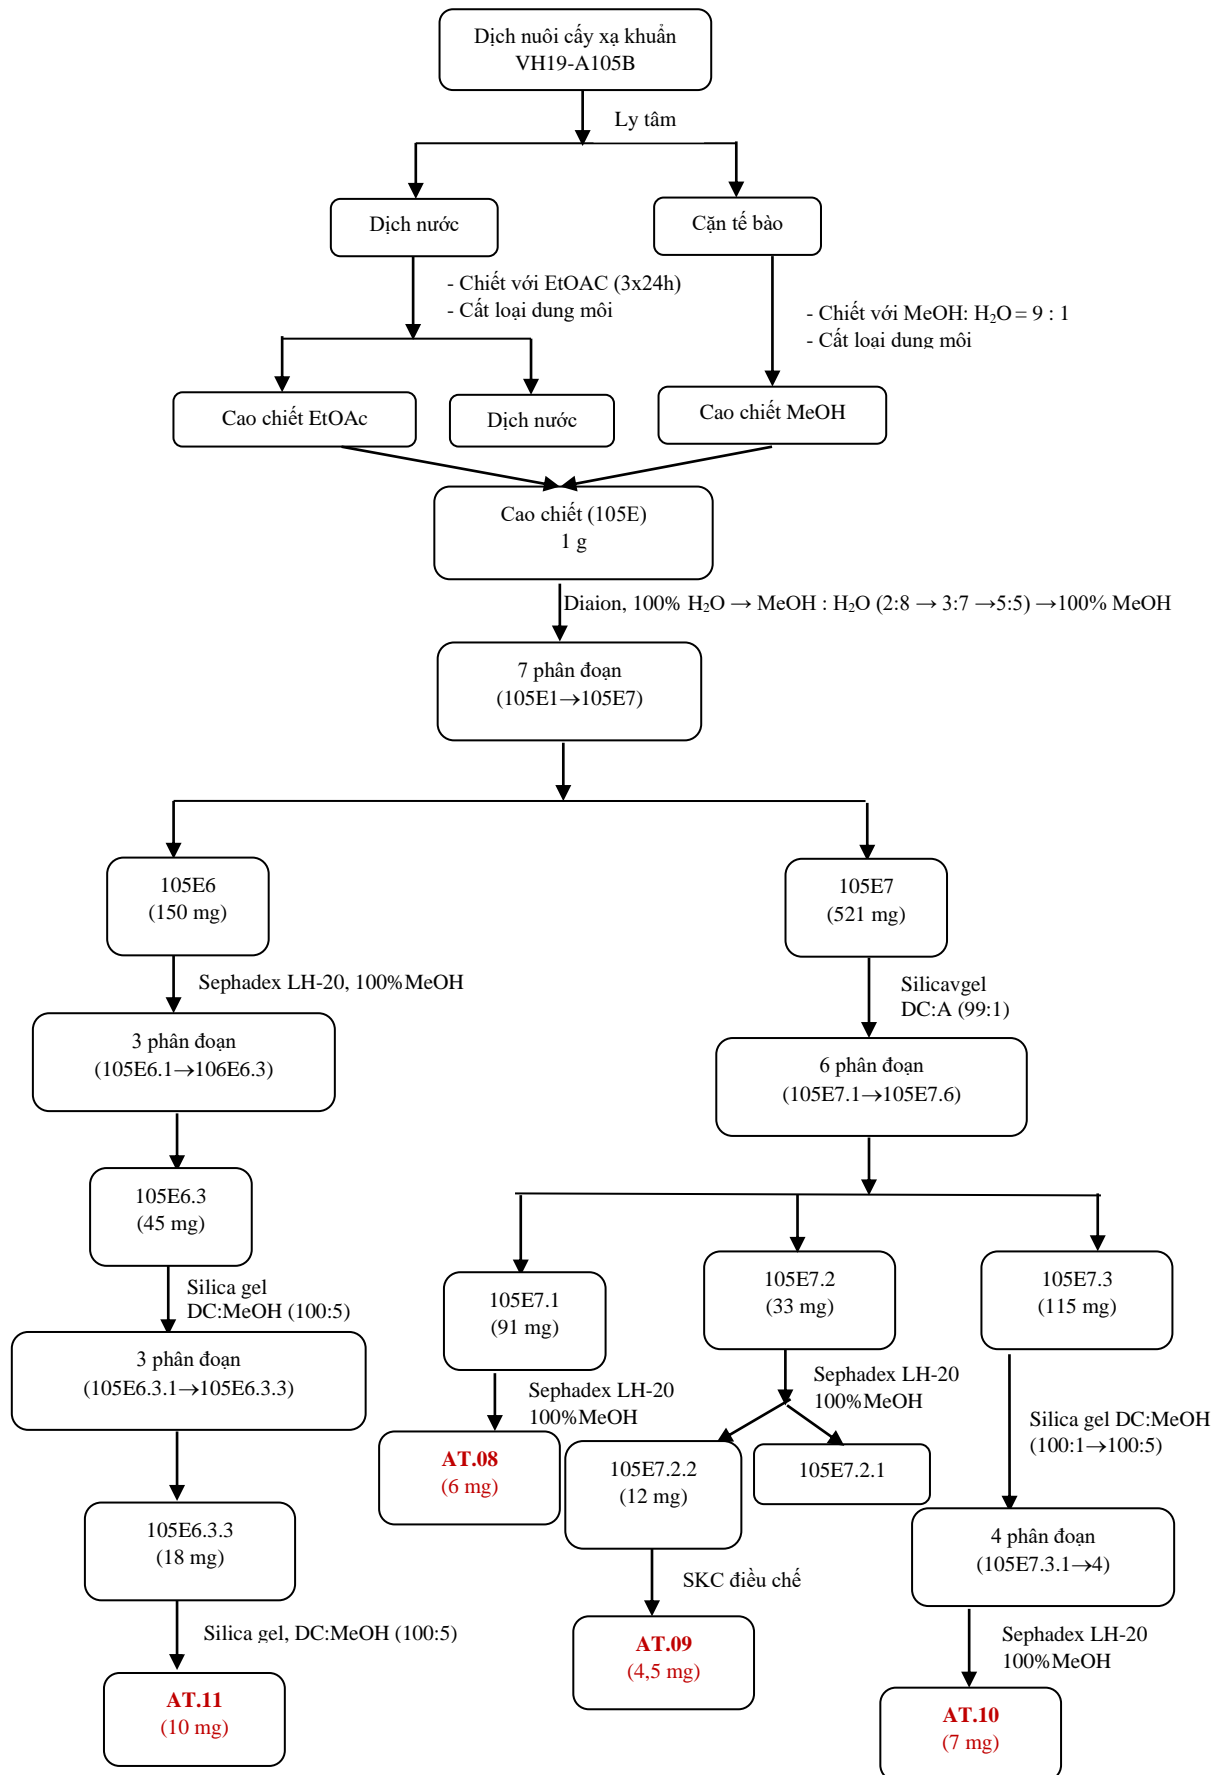 Dịch nuôi cấy xạ khuẩn
VH19-A105B
Ly tâm
Dịch nước
Cặn tế bào
- Chiết với EtOAC (3x24h)
- Cất loại dung môi
- Chiết với MeOH: H₂O = 9 : 1
- Cất loại dung môi
Cao chiết EtOAc
Dịch nước
Cao chiết MeOH
Cao chiết (105E)
1 g
Diaion, 100% H₂O → MeOH : H₂O (2:8 → 3:7 →5:5) →100% MeOH
7 phân đoạn
(105E1→105E7)
105E6
(150 mg)
105E7
(521 mg)
Sephadex LH-20, 100%MeOH
Silicavgel
DC:A (99:1)
3 phân đoạn
(105E6.1→106E6.3)
6 phân đoạn
(105E7.1→105E7.6)
105E6.3
(45 mg)
105E7.1
(91 mg)
105E7.2
(33 mg)
105E7.3
(115 mg)
Silica gel
DC:MeOH (100:5)
3 phân đoạn
(105E6.3.1→105E6.3.3)
Sephadex LH-20
100%MeOH
Sephadex LH-20
100%MeOH
Silica gel DC:MeOH
(100:1→100:5)
AT.08
(6 mg)
105E7.2.2
(12 mg)
105E7.2.1
105E6.3.3
(18 mg)
4 phân đoạn
(105E7.3.1→4)
SKC điều chế
Silica gel, DC:MeOH (100:5)
Sephadex LH-20
100%MeOH
AT.09
(4,5 mg)
AT.11
(10 mg)
AT.10
(7 mg)